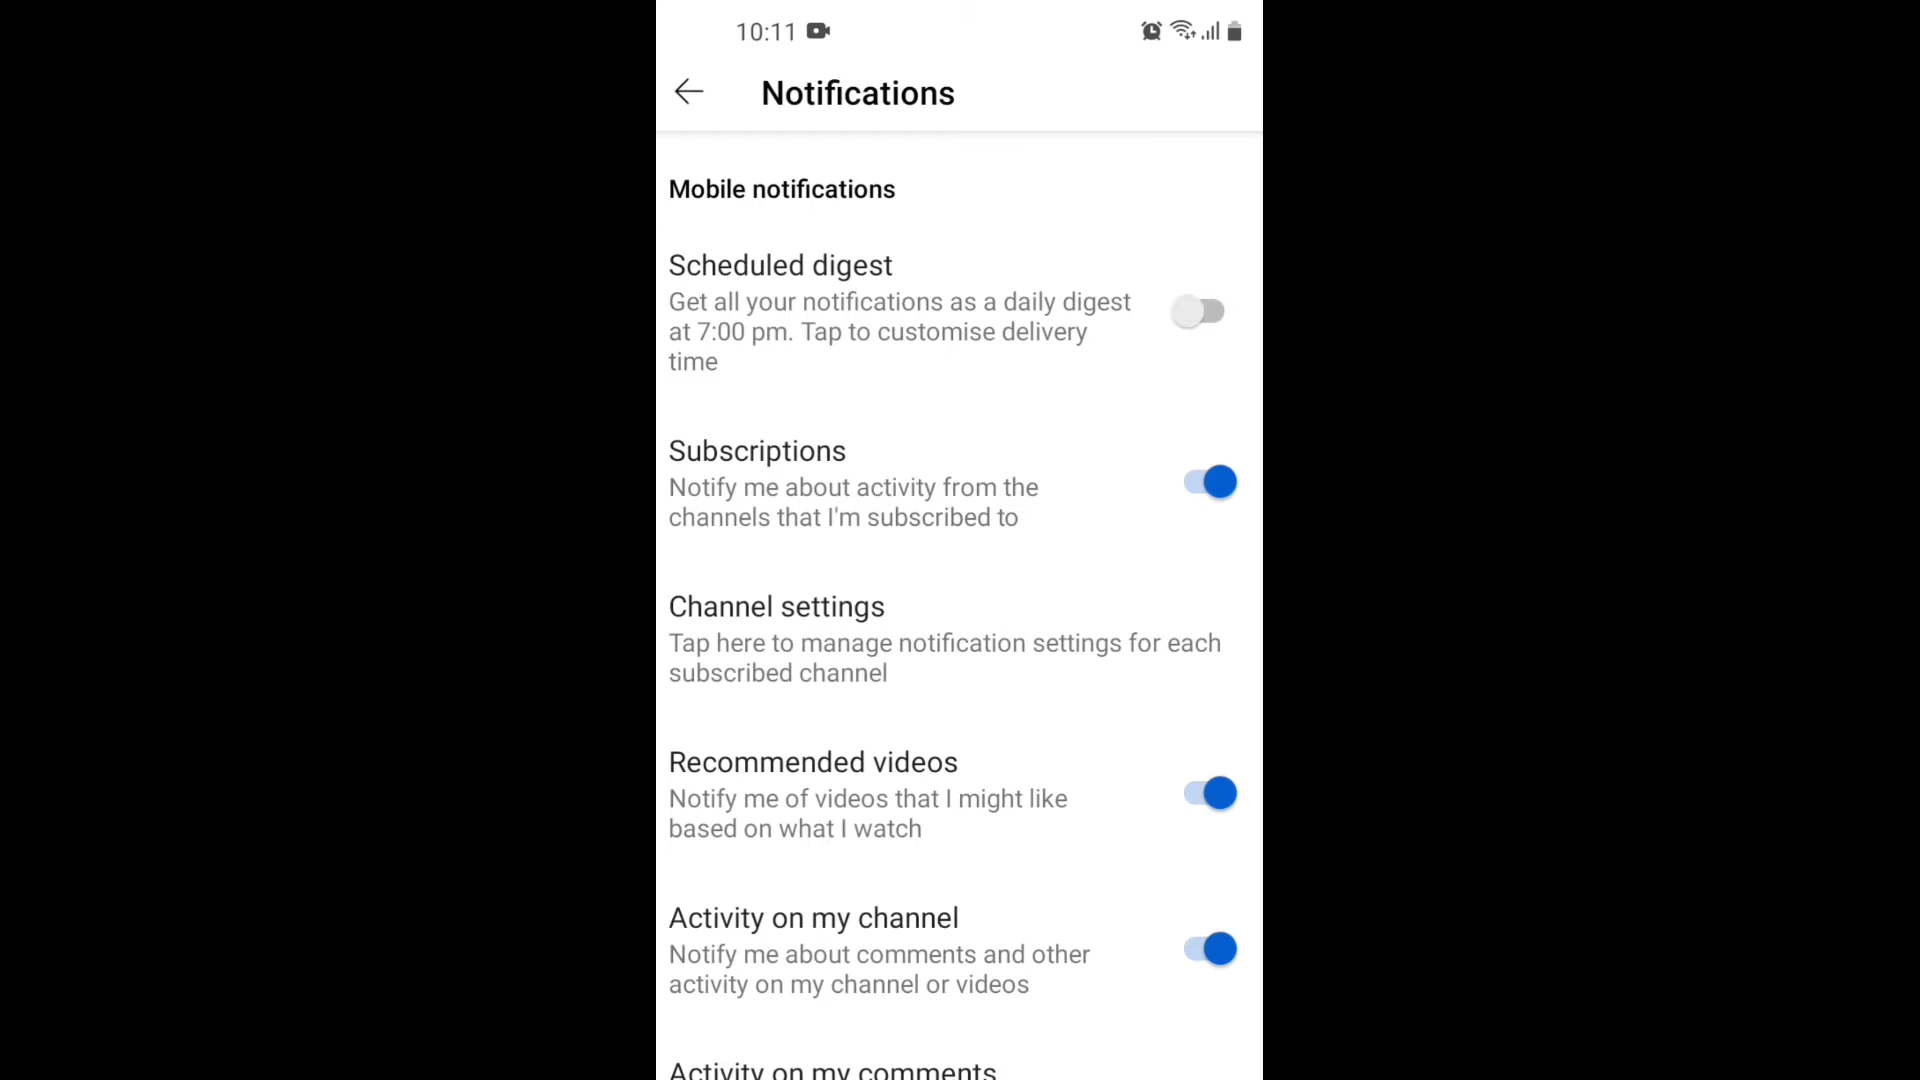 10:11
Notifications
Mobile notifications
Scheduled digest
Get all your notifications as a daily digest
at 7:00 pm. Tap to customise delivery
time
Subscriptions
Notify me about activity from the
channels that I'm subscribed to
Channel settings
Tap here to manage notification settings for each
subscribed channel
Recommended videos
Notify me of videos that I might like
based on what I watch
Activity on my channel
Notify me about comments and other
activity on my channel or videos
Activity on my comments